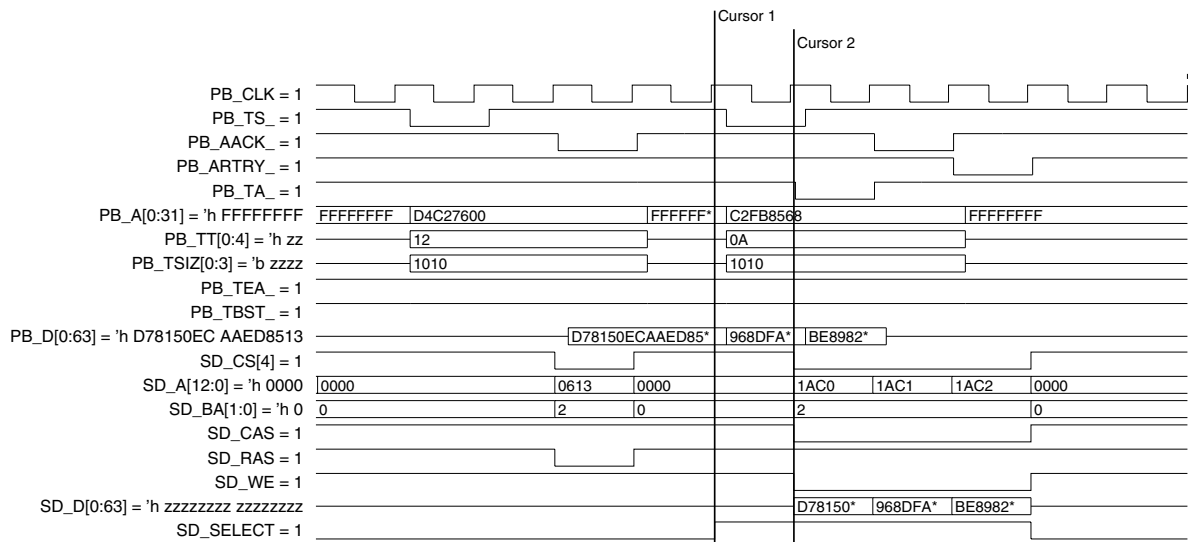 Cursor 1
Cursor 2
PB_CLK = 1
PB_TS_ = 1
PB_AACK_ = 1
PB_ARTRY_ = 1
PB_TA_ = 1
PB_A[0:31] = 'h FFFFFFFF FFFFFFFF D4C27600 FFFFFF* C2FB8568 FFFFFFFF
PB_TT[0:4] = 'h zz 12 0A
PB_TSIZ[0:3] = 'b zzzz 1010 1010
PB_TEA_ = 1
PB_TBST_ = 1
PB_D[0:63] = 'h D78150EC AAED8513 D78150ECAAED85* 968DFA* BE8982*
SD_CS[4] = 1
SD_A[12:0] = 'h 0000 0000 0613 0000 1AC0 1AC1 1AC2 0000
SD_BA[1:0] = 'h 0 0 2 0 2 0
SD_CAS = 1
SD_RAS = 1
SD_WE = 1
SD_D[0:63] = 'h zzzzzzzz zzzzzzzz D78150* 968DFA* BE8982*
SD_SELECT = 1